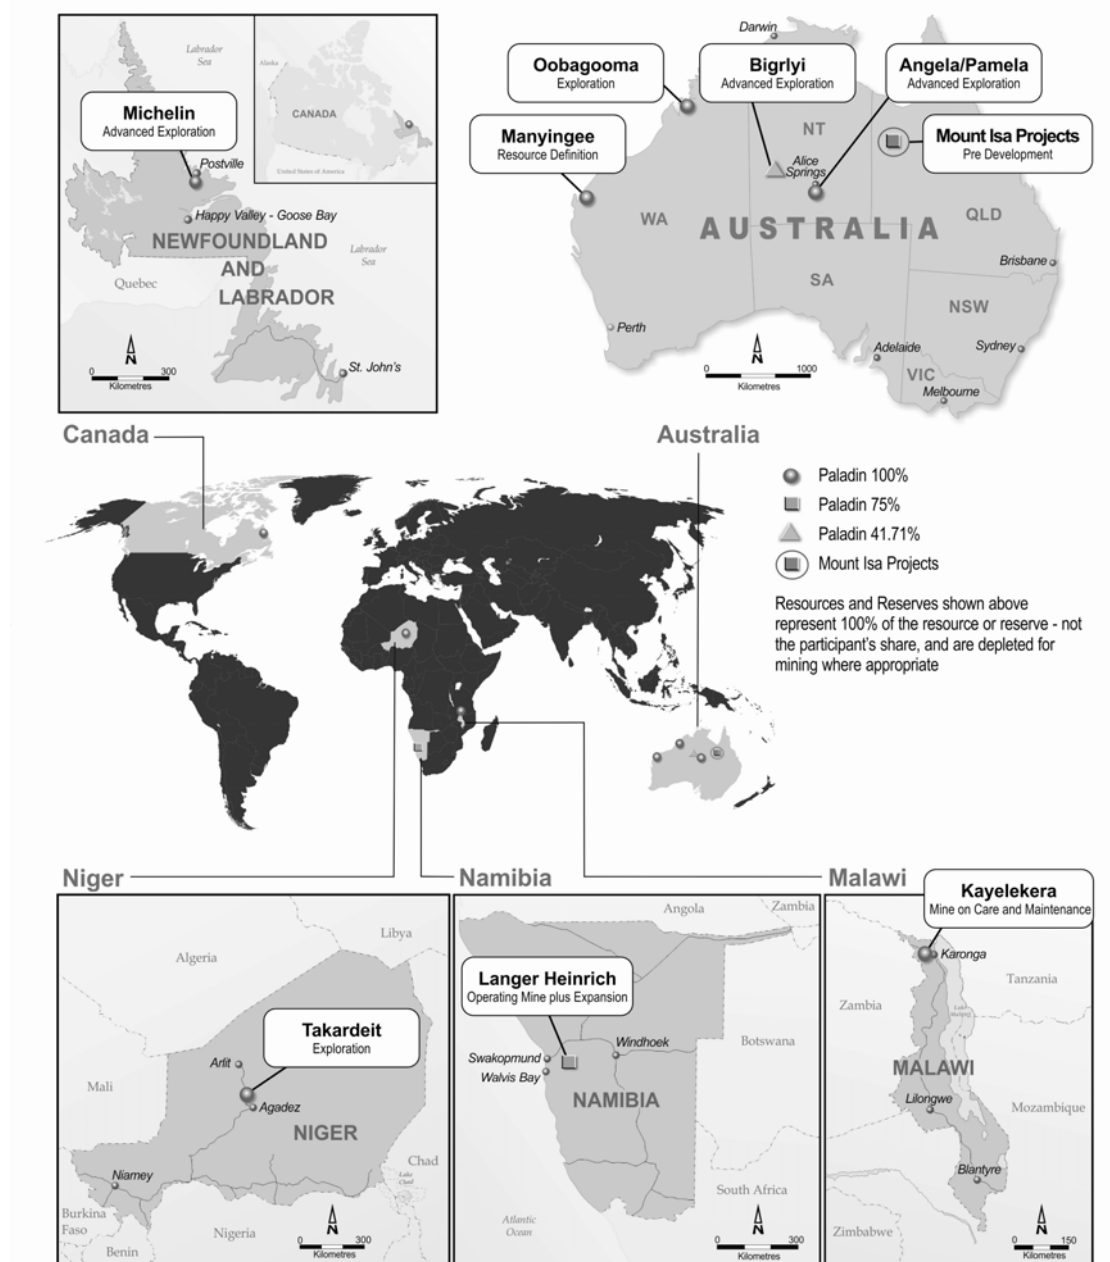 Labrador
Sea
Alaska
CANADA
United States of America
Michelin
Advanced Exploration
Postville
Happy Valley - Goose Bay
NEWFOUNDLAND
AND
LABRADOR
Labrador
Sea
Quebec
N
0 300
Kilometres
St. John's
Darwin
Oobagooma
Exploration
Bigrlyi
Advanced Exploration
Angela/Pamela
Advanced Exploration
Manyingee
Resource Definition
Mount Isa Projects
Pre Development
NT
Alice
Springs
WA
AUSTRALIA
QLD
Brisbane
SA
NSW
Perth
N
0 1000
Kilometres
Adelaide
Sydney
VIC
Melbourne
Canada
Australia
Paladin 100%
Paladin 75%
Paladin 41.71%
Mount Isa Projects
Resources and Reserves shown above
represent 100% of the resource or reserve - not
the participant's share, and are depleted for
mining where appropriate
Niger
Namibia
Malawi
Algeria
Libya
Takardeit
Exploration
Arlit
Agadez
Mali
NIGER
Niamey
Chad
Lake
Chad
Burkina
Faso
Benin
Nigeria
N
0 300
Kilometres
Angola
Zambia
Langer Heinrich
Operating Mine plus Expansion
Windhoek
Swakopmund
Walvis Bay
Botswana
NAMIBIA
South Africa
Atlantic
Ocean
N
0 300
Kilometres
Kayelekera
Mine on Care and Maintenance
Karonga
Tanzania
Zambia
Lake
Malawi
MALAWI
Lilongwe
Mozambique
Blantyre
Zimbabwe
N
0 150
Kilometres